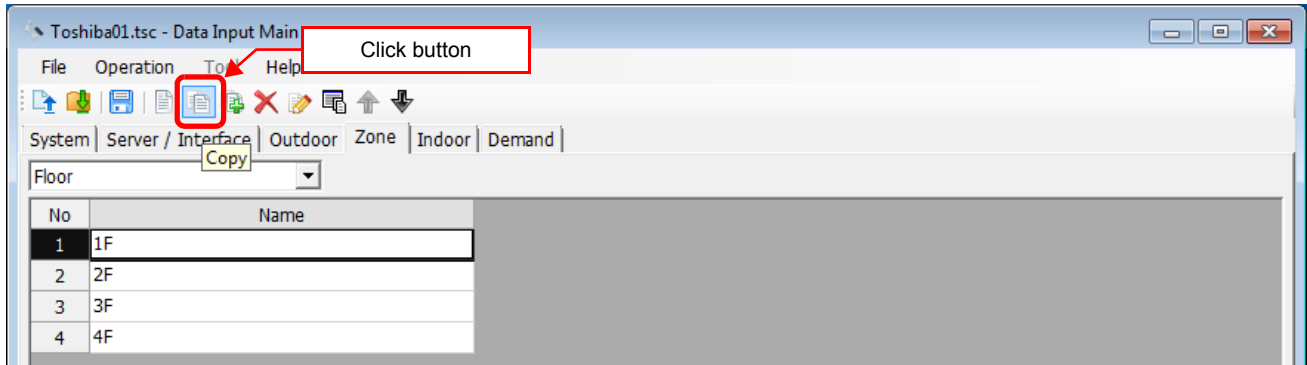 Toshiba01.tsc - Data Input Main
Click button
File Operation Tool Help
System Server / Interface Outdoor Zone Indoor Demand
Copy
Floor
No Name
1 1F
2 2F
3 3F
4 4F